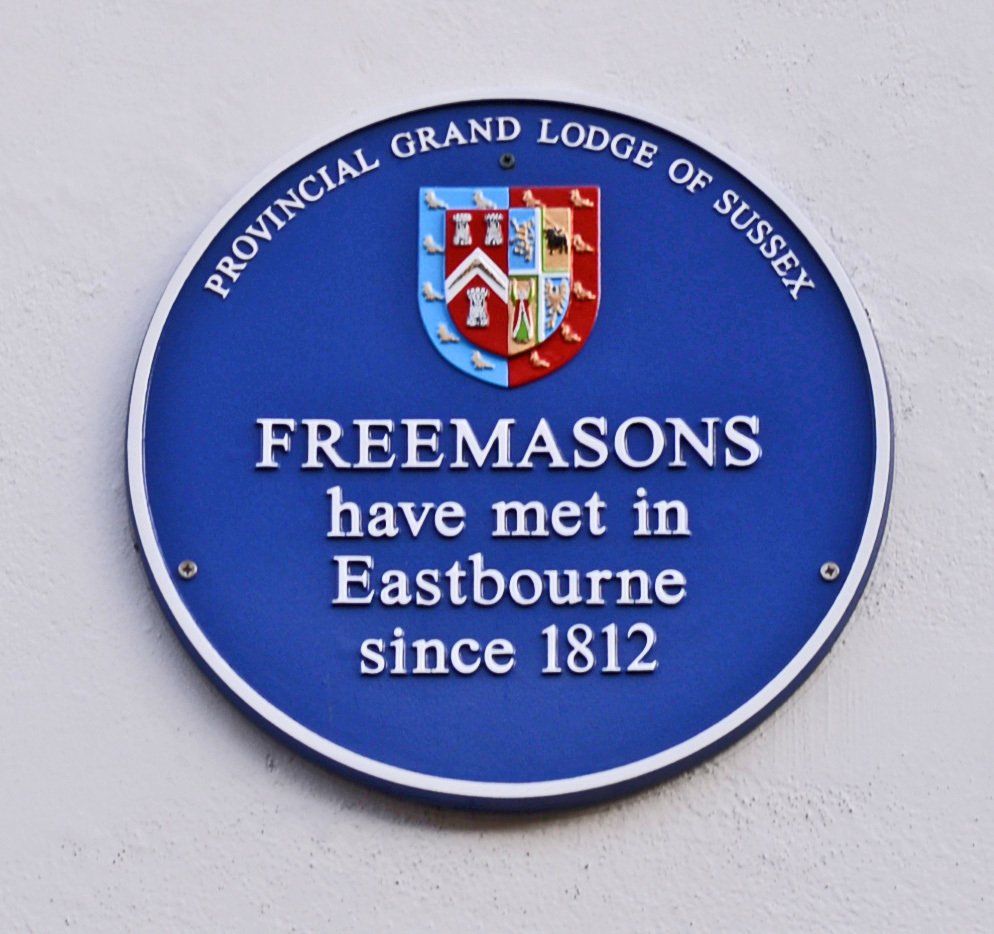 PROVINCIAL GRAND LODGE OF SUSSEX
FREEMASONS
have met in
Eastbourne
since 1812